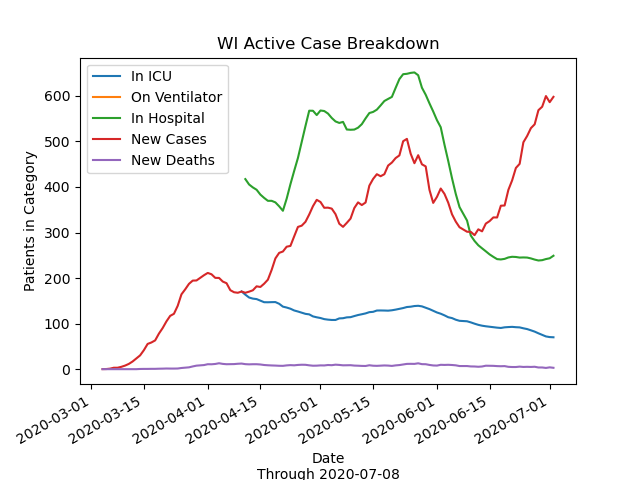 WI Active Case Breakdown
In ICU
On Ventilator
In Hospital
New Cases
New Deaths
Patients in Category
600
500
400
300
200
100
0
2020-03-01
2020-03-15
2020-04-01
2020-04-15
2020-05-01
2020-05-15
2020-06-01
2020-06-15
2020-07-01
Date
Through 2020-07-08